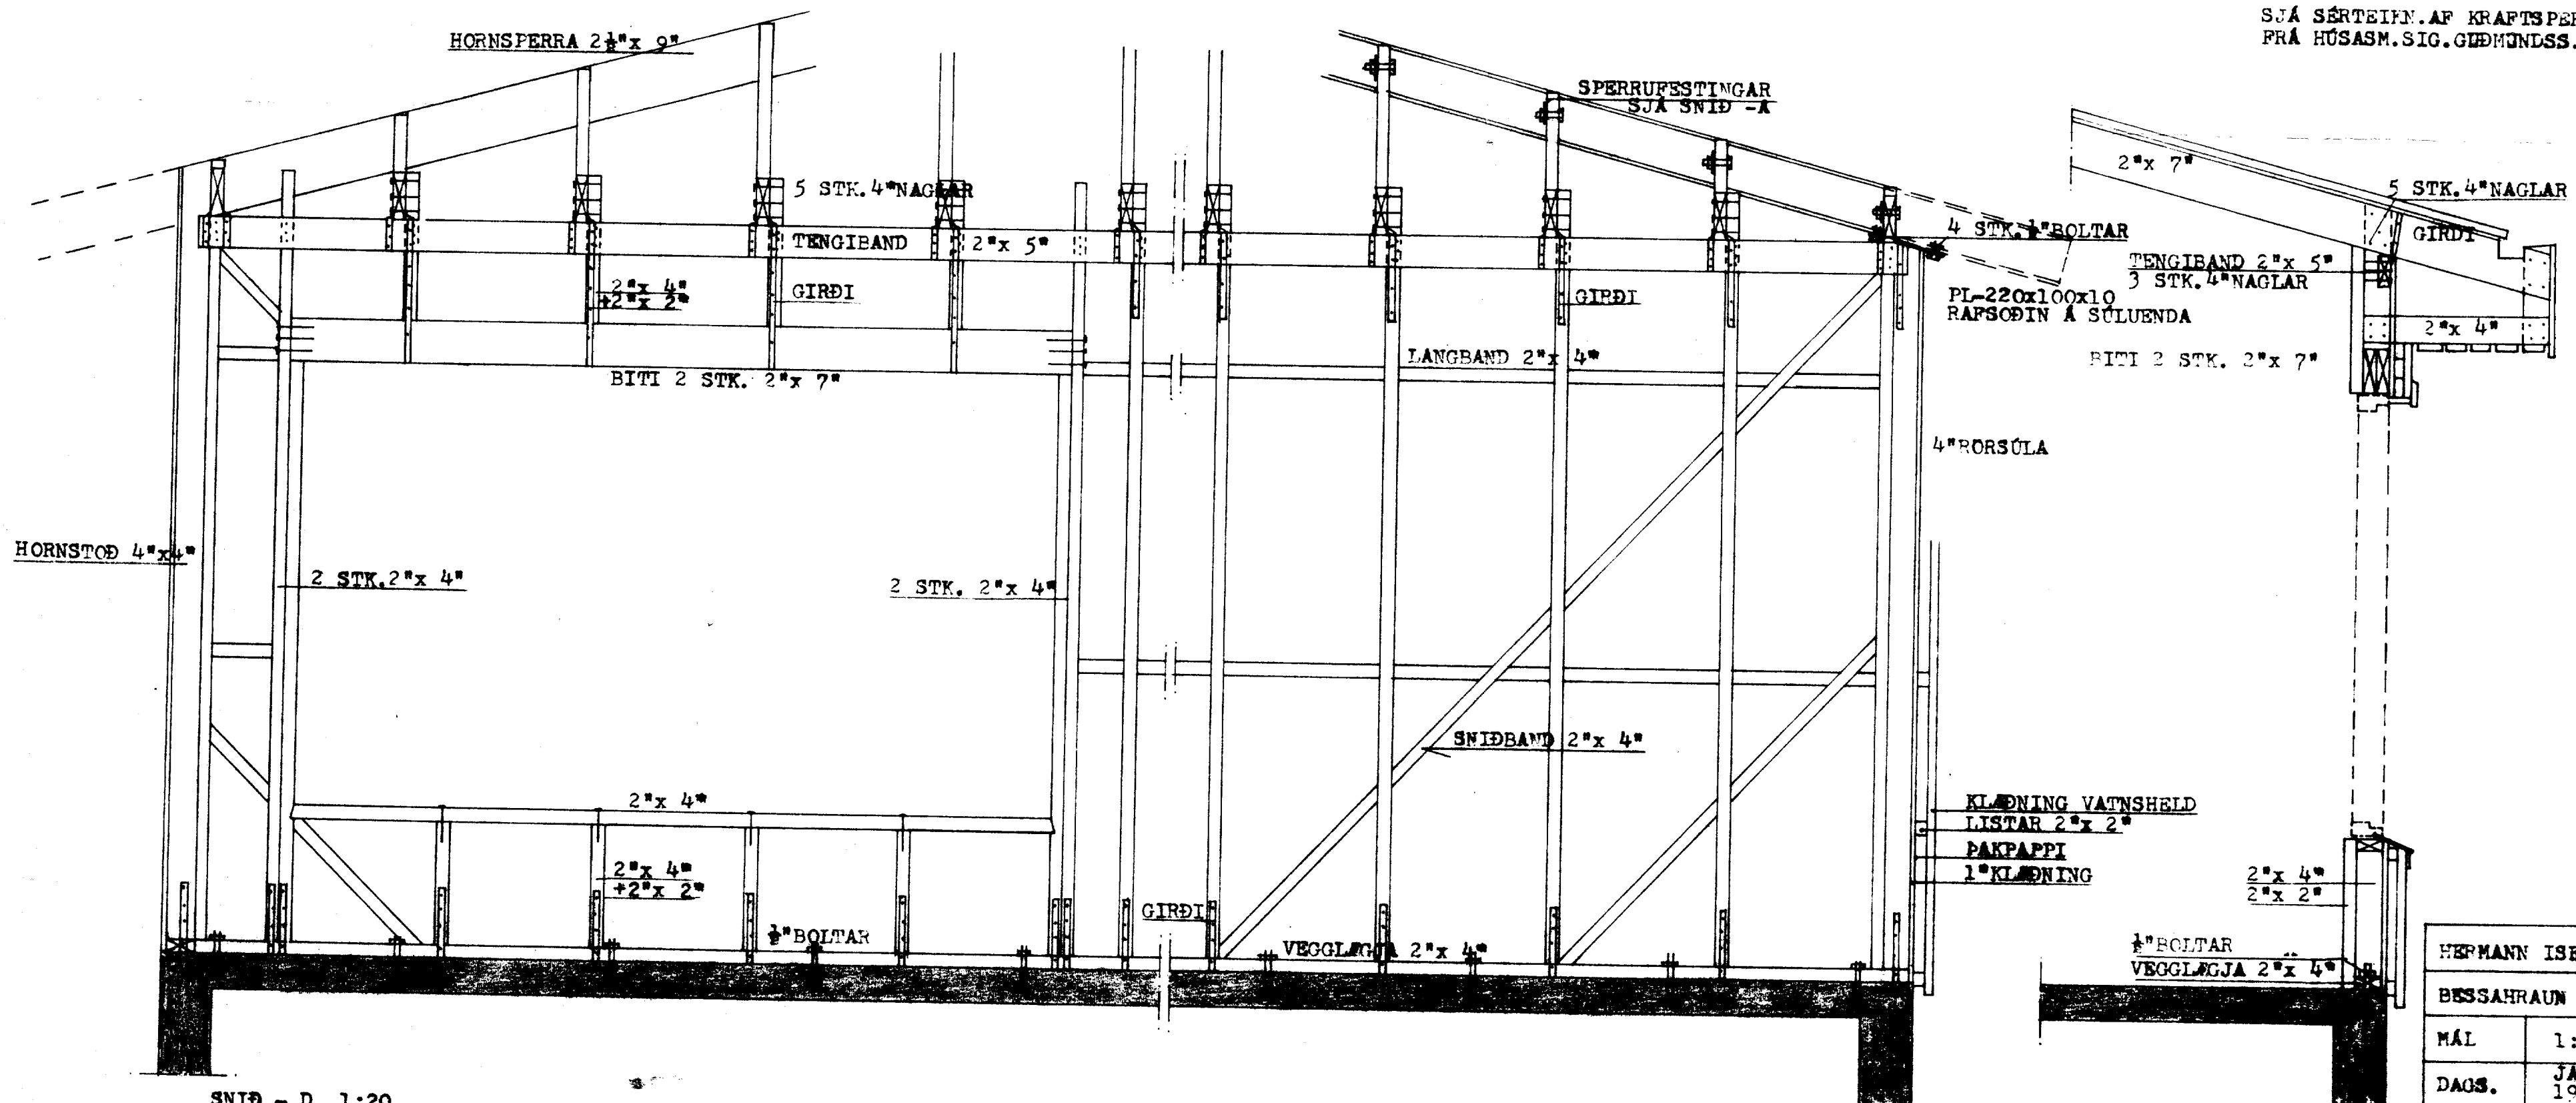 SJÁ SÉRTEIKN.AF
FRÁ HÚSASM.SIG.GUÐMUNDSS.
HORNSPERRA 2½"x 9"
SPERRUFESTINGAR
SJÁ SNIÐ -A
2"x 7"
5 STK.4"NAGLAR
5 STK.4"NAGLAR
GIRÐI
4 STK.½"BOLTAR
TENGIBAND 2"x 5"
TENGIBAND 2"x 5"
3 STK.4"NAGLAR
2"x 4"
+2"x 2"
GIRÐI
GIRÐI
PL-220x100x10
RAFSOÐIN Á SÚLUENDA
2"x 4"
LANGBAND 2"x 4"
BITI 2 STK. 2"x 7"
BITI 2 STK. 2"x 7"
4"RÖRSÚLA
HORNSTOÐ 4"x4"
2 STK.2"x 4"
2 STK. 2"x 4"
SNIÐBAND 2"x 4"
2"x 4"
KLÆÐNING VATNSHELD
LISTAR 2"x 2"
ÞAKPAPPI
1"KLÆÐNING
2"x 4"
+2"x 2"
2"x 4"
2"x 2"
GIRÐI
½"BOLTAR
VEGGLÆGJA 2"x 4"
½"BOLTAR
VEGGLÆGJA 2"x 4"
HERMANN
BESSAHRAUN
MÁL 1:
DAGS.
SNIÐ - D 1:20